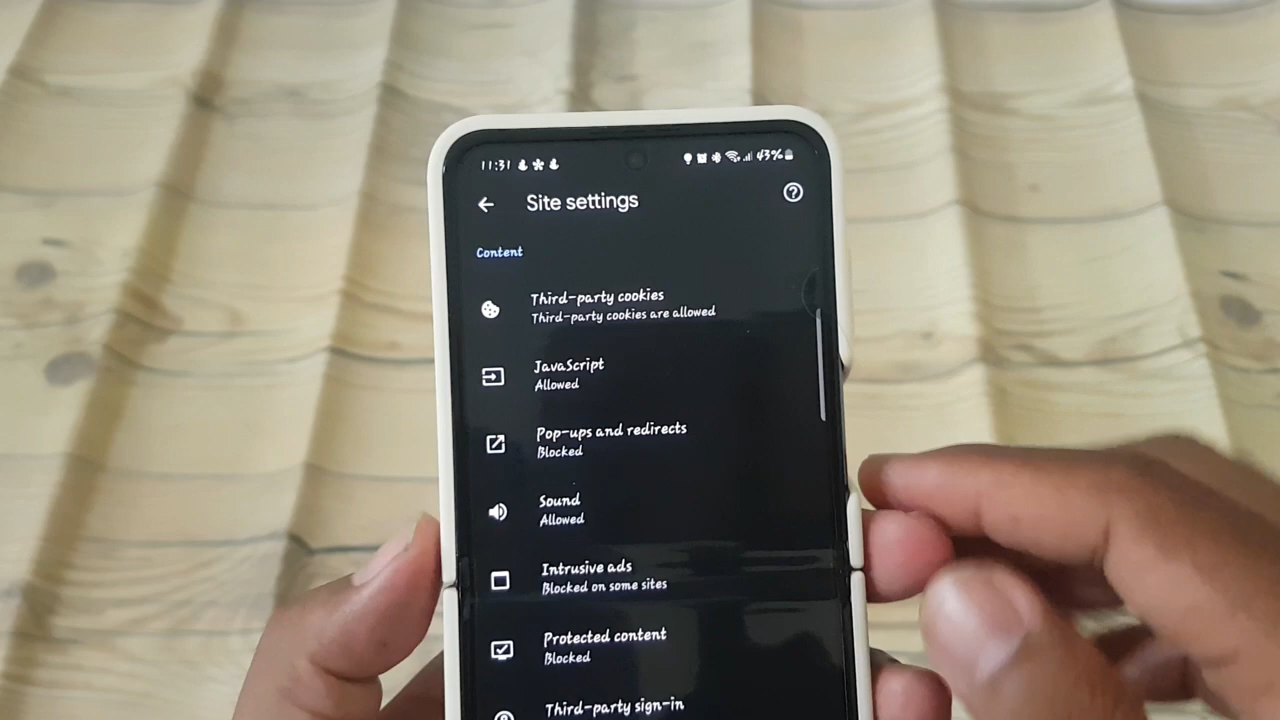 11:31 43%
Site settings
Content
Third-party cookies
Third-party cookies are allowed
JavaScript
Allowed
Pop-ups and redirects
Blocked
Sound
Allowed
Intrusive ads
Blocked on some sites
Protected content
Blocked
Third-party sign-in